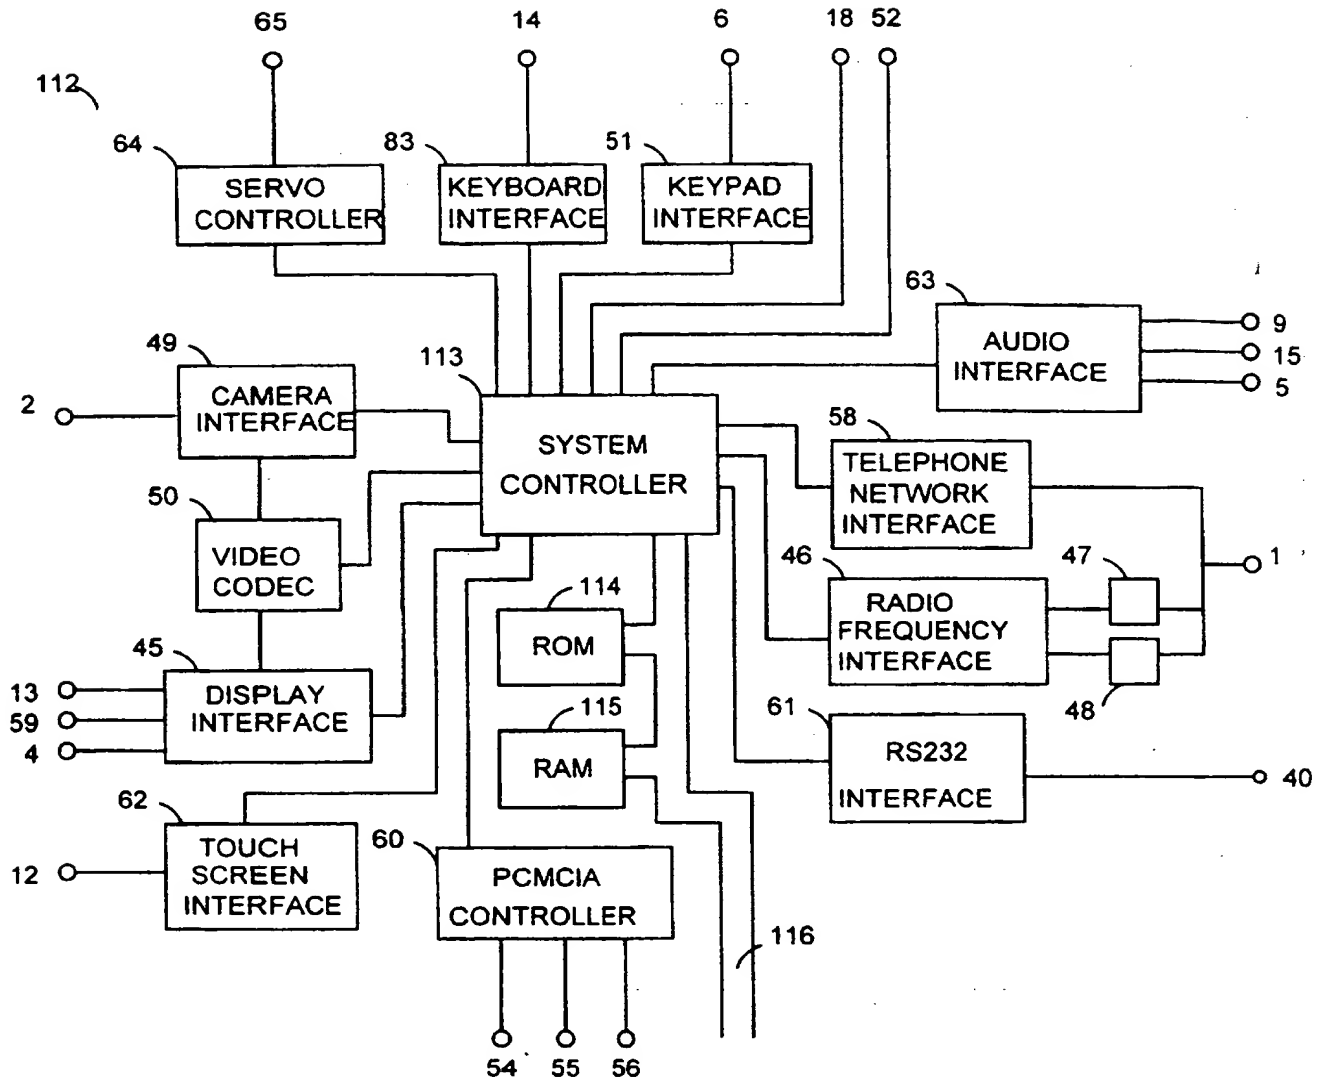 65
14
6
18
52
112
64
83
51
SERVO
CONTROLLER
KEYBOARD
INTERFACE
KEYPAD
INTERFACE
63
AUDIO
INTERFACE
9
15
5
49
CAMERA
INTERFACE
2
113
SYSTEM
CONTROLLER
58
TELEPHONE
NETWORK
INTERFACE
50
VIDEO
CODEC
46
RADIO
FREQUENCY
INTERFACE
47
1
48
114
ROM
45
DISPLAY
INTERFACE
13
59
4
115
RAM
61
RS232
INTERFACE
40
62
TOUCH
SCREEN
INTERFACE
12
60
PCMCIA
CONTROLLER
116
54
55
56